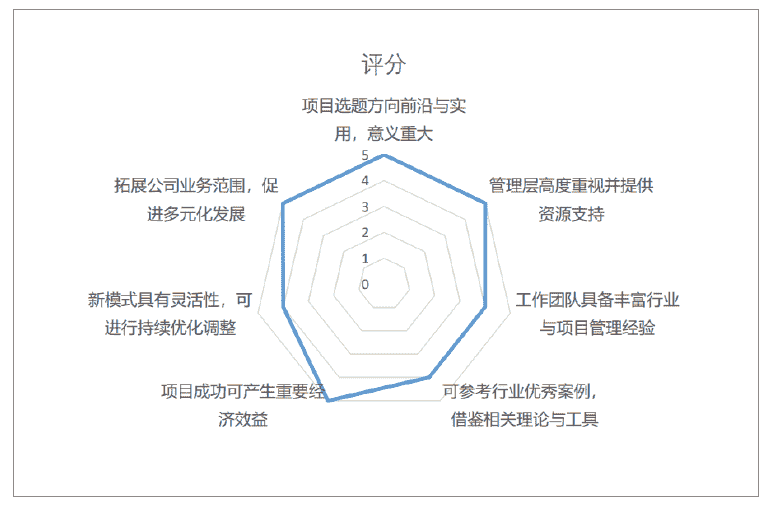 评分
项目选题方向前沿与实
用，意义重大
5
4
3
2
1
0
管理层高度重视并提供
资源支持
工作团队具备丰富行业
与项目管理经验
可参考行业优秀案例，
借鉴相关理论与工具
项目成功可产生重要经
济效益
新模式具有灵活性，可
进行持续优化调整
拓展公司业务范围，促
进多元化发展